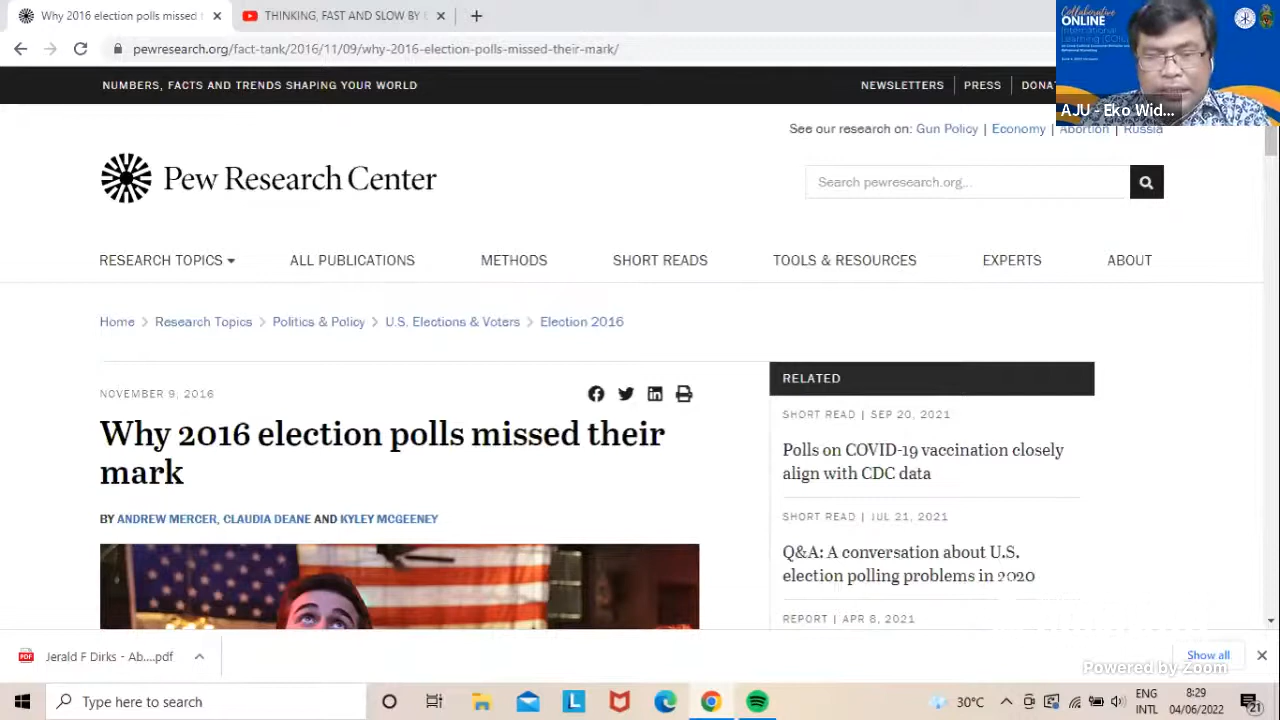 Why 2016 election polls missed t
THINKING, FAST AND SLOW BY
pewresearch.org/fact-tank/2016/11/09/
2016-election-polls-missed-their-mark/
Collaborative
ONLINE
International
AJU - Eko Wid...
NUMBERS, FACTS AND TRENDS SHAPING YOUR WORLD
NEWSLETTERS | PRESS | DONA
See our research on: Gun Policy | Economy | Abortion | Russia
Pew Research Center
Search pewresearch.org...
RESEARCH TOPICS ALL PUBLICATIONS METHODS SHORT READS TOOLS & RESOURCES EXPERTS ABOUT
Home > Research Topics > Politics & Policy > U.S. Elections & Voters > Election 2016
NOVEMBER 9, 2016
Why 2016 election polls missed their
mark
BY ANDREW MERCER, CLAUDIA DEANE AND KYLEY MCGEENEY
RELATED
SHORT READ | SEP 20, 2021
Polls on COVID-19 vaccination closely
align with CDC data
SHORT READ | JUL 21, 2021
Q&A: A conversation about U.S.
election polling problems in 2020
REPORT | APR 8, 2021
PDF
Jerald F Dirks - Ab....pdf
Show all
Powered by Zoom
Type here to search
30°C
ENG
INTL
8:29
04/06/2022
21